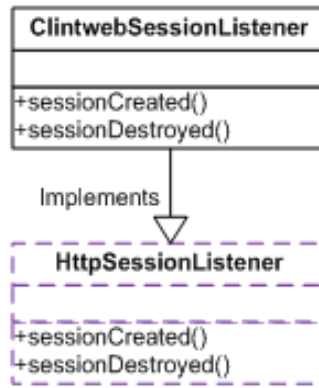 ClintwebSessionListener
+sessionCreated()
+sessionDestroyed()
Implements
HttpSessionListener
+sessionCreated()
+sessionDestroyed()